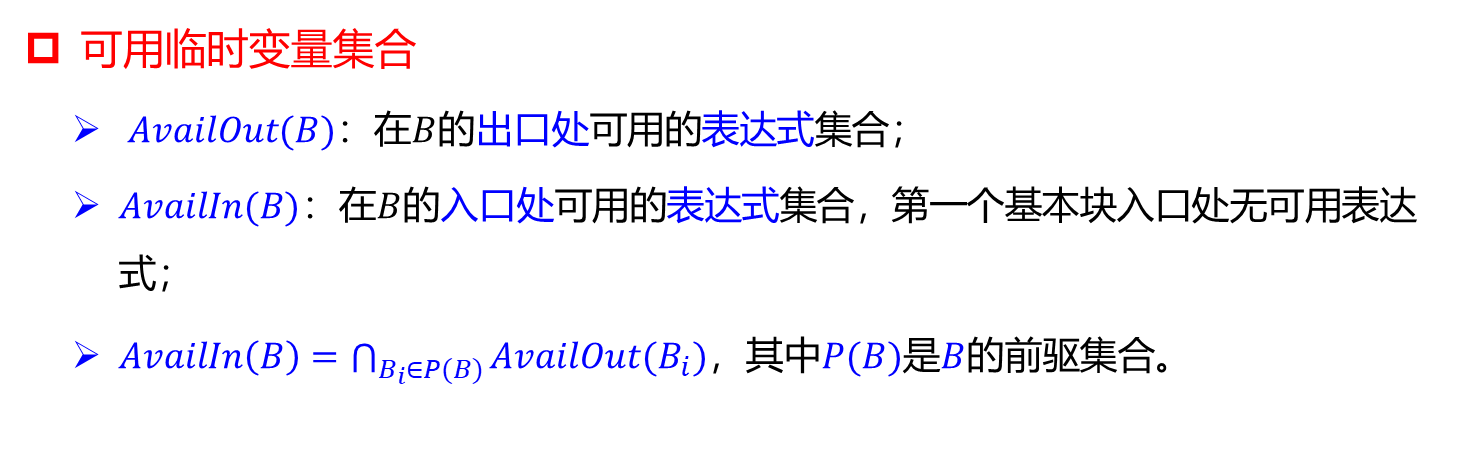 可用临时变量集合
AvailOut(B)：在B的出口处可用的表达式集合；
AvailIn(B)：在B的入口处可用的表达式集合，第一个基本块入口处无可用表达
式；
AvailIn(B) = ⋂_{B_i∈P(B)} AvailOut(B_i)，其中P(B)是B的前驱集合。